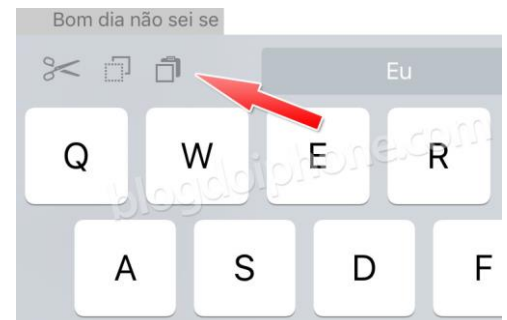 Bom dia não sei se
Eu
Q W E R
blogdoiphone.com
A S D F